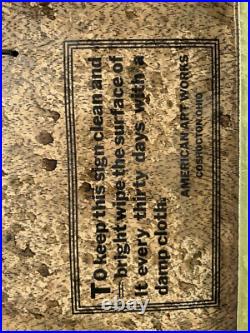 To keep this sign clean and
bright wipe the surface of
it every thirty days with a
damp cloth.
AMERICAN ART WORKS
COSHOCTON, OHIO